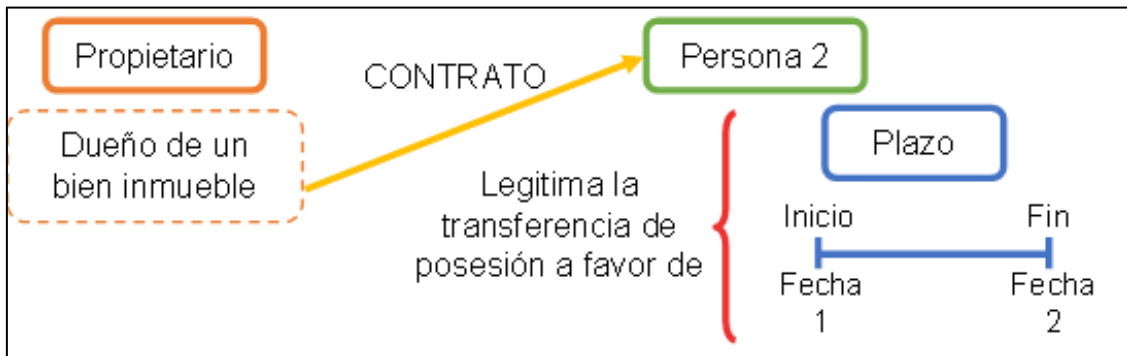 Propietario
CONTRATO
Persona 2
Dueño de un
bien inmueble
Legitima la
transferencia de
posesión a favor de
Plazo
Inicio
Fin
Fecha
1
Fecha
2